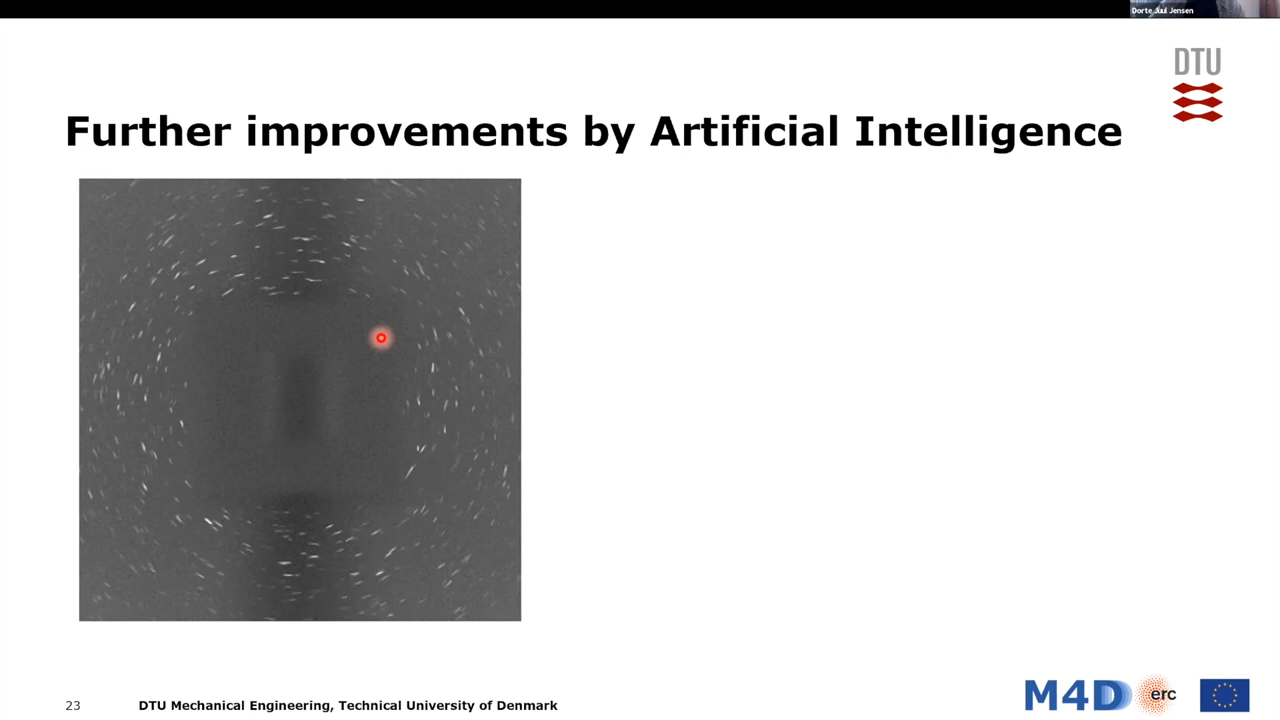 Dorte Juul Jensen
DTU
Further improvements by Artificial Intelligence
23 DTU Mechanical Engineering, Technical University of Denmark
M4D erc